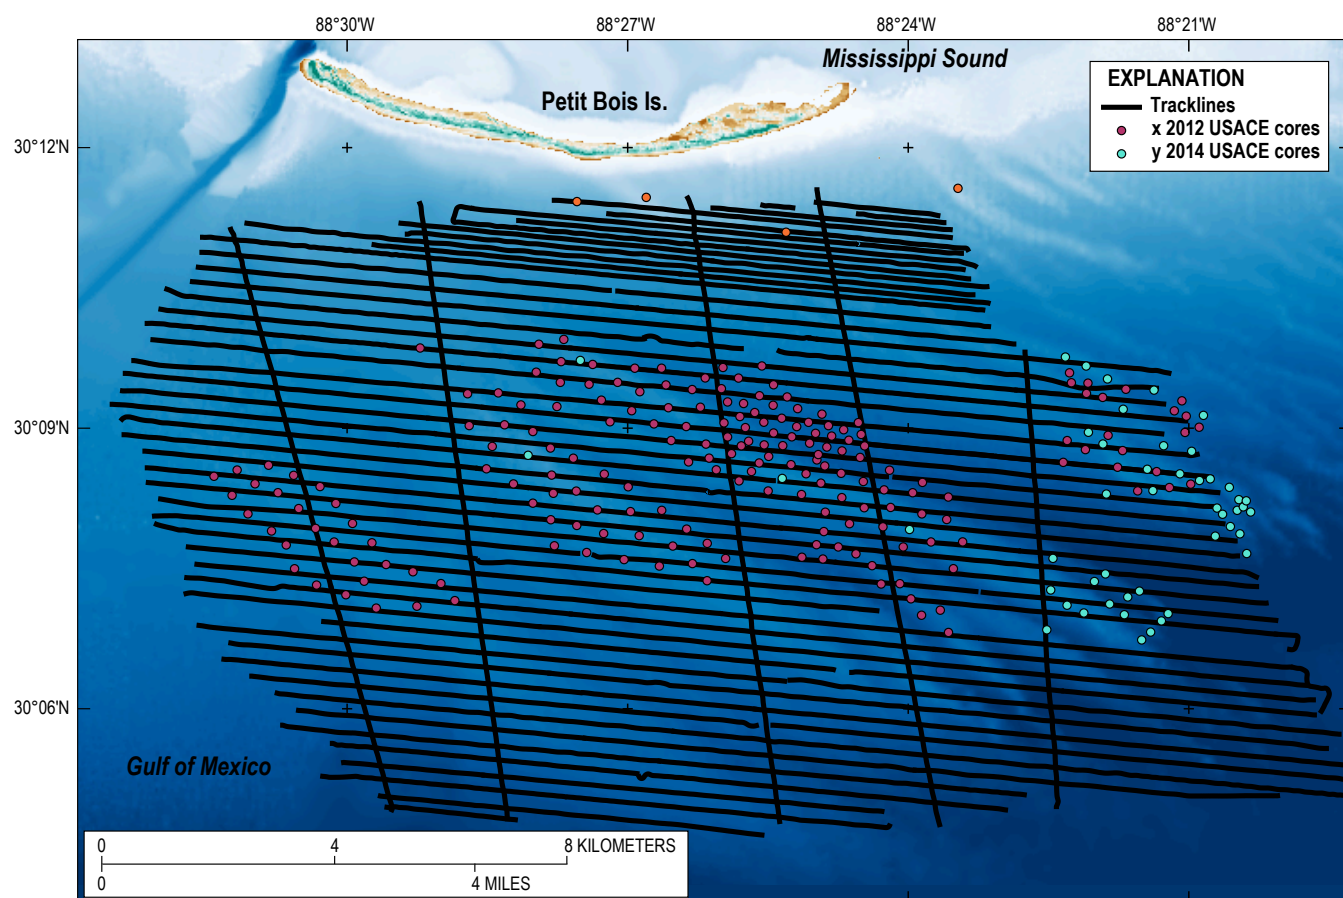 88°30'W 88°27'W 88°24'W 88°21'W
Mississippi Sound
EXPLANATION
Tracklines
x 2012 USACE cores
y 2014 USACE cores
Petit Bois Is.
30°12'N
30°09'N
30°06'N
Gulf of Mexico
0 4 8 KILOMETERS
0 4 MILES